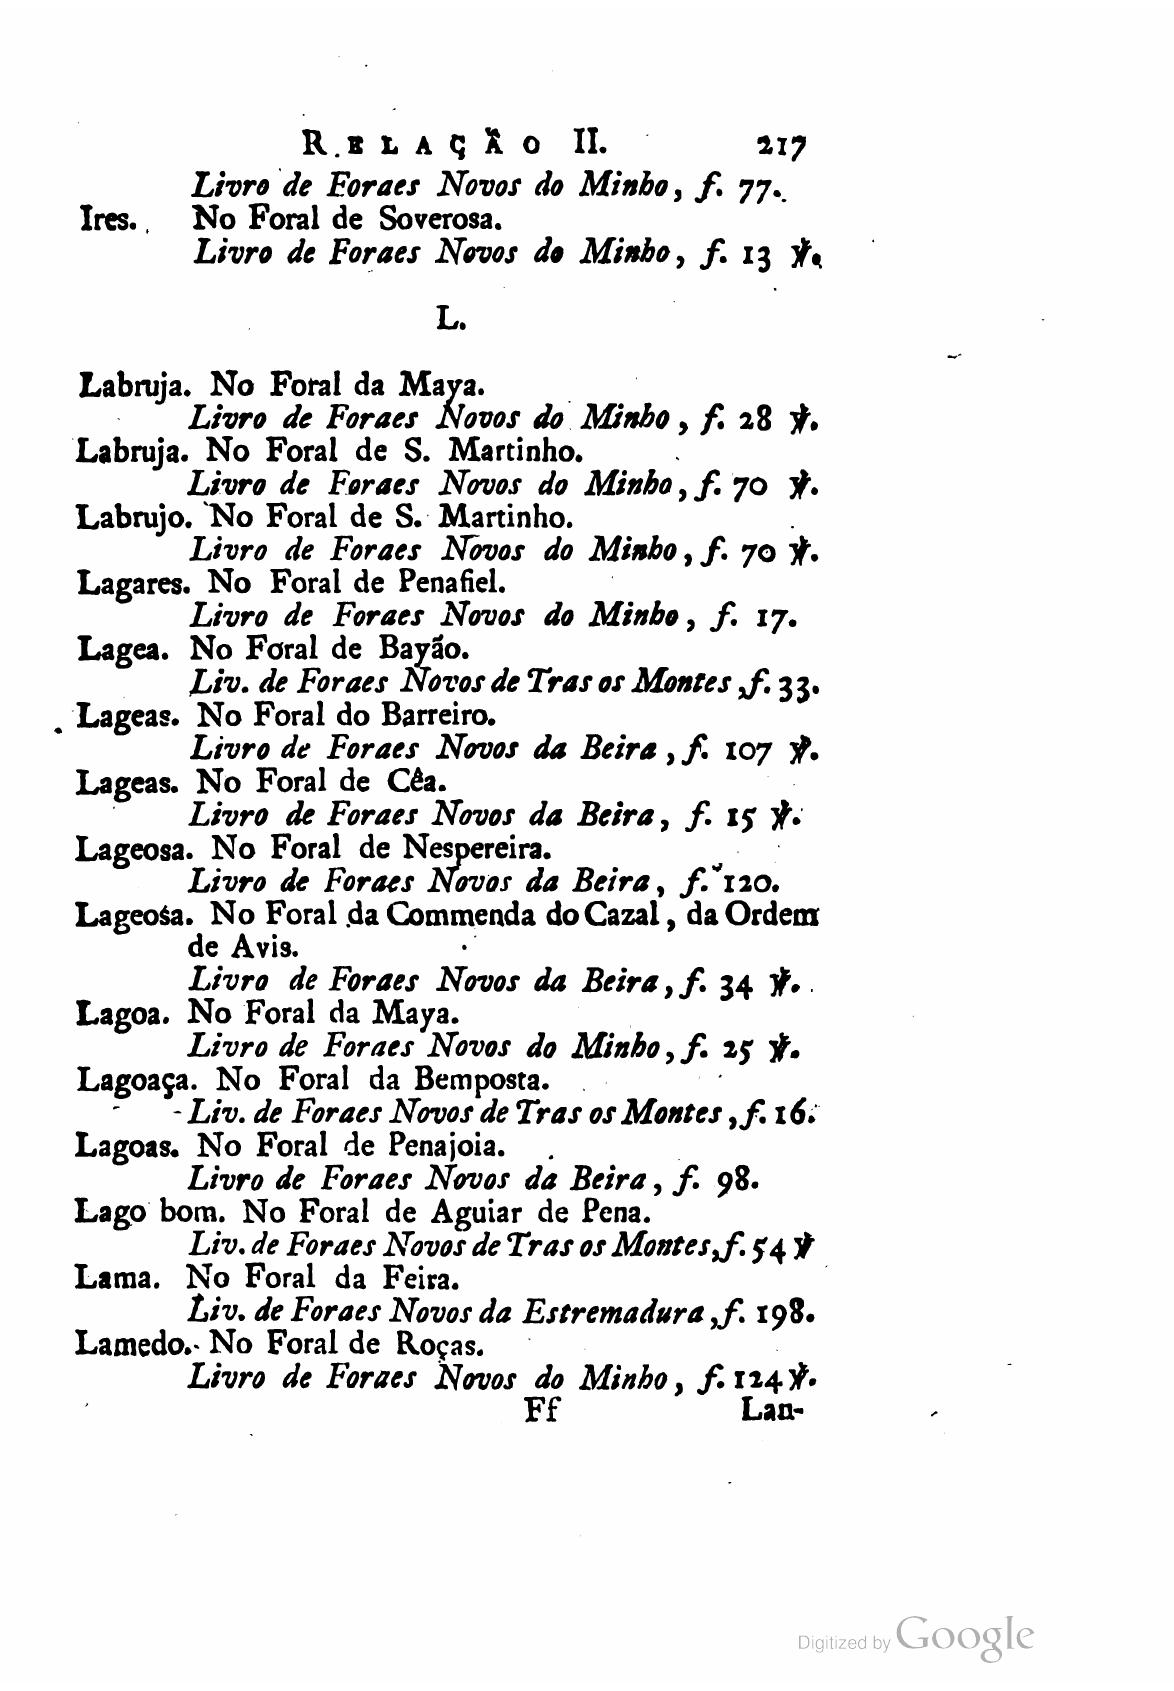 RELAÇÃO II. 217
Livro de Foraes Novos do Minho, f. 77.
Ires. No Foral de Soverosa.
Livro de Foraes Novos do Minho, f. 13 ℣.
L.
Labruja. No Foral da Maya.
Livro de Foraes Novos do Minho, f. 28 ℣.
Labruja. No Foral de S. Martinho.
Livro de Foraes Novos do Minho, f. 70 ℣.
Labrujo. No Foral de S. Martinho.
Livro de Foraes Novos do Minho, f. 70 ℣.
Lagares. No Foral de Penafiel.
Livro de Foraes Novos do Minho, f. 17.
Lagea. No Foral de Bayão.
Liv. de Foraes Novos de Tras os Montes, f. 33.
Lageas. No Foral do Barreiro.
Livro de Foraes Novos da Beira, f. 107 ℣.
Lageas. No Foral de Cêa.
Livro de Foraes Novos da Beira, f. 15 ℣.
Lageosa. No Foral de Nespereira.
Livro de Foraes Novos da Beira, f. 120.
Lageosa. No Foral da Commenda do Cazal, da Ordem
de Avis.
Livro de Foraes Novos da Beira, f. 34 ℣.
Lagoa. No Foral da Maya.
Livro de Foraes Novos do Minho, f. 25 ℣.
Lagoaça. No Foral da Bemposta.
Liv. de Foraes Novos de Tras os Montes, f. 16.
Lagoas. No Foral de Penajoia.
Livro de Foraes Novos da Beira, f. 98.
Lago bom. No Foral de Aguiar de Pena.
Liv. de Foraes Novos de Tras os Montes, f. 54 ℣
Lama. No Foral da Feira.
Liv. de Foraes Novos da Estremadura, f. 198.
Lamedo. No Foral de Roças.
Livro de Foraes Novos do Minho, f. 124 ℣.
Ff Lan-
Digitized by Google